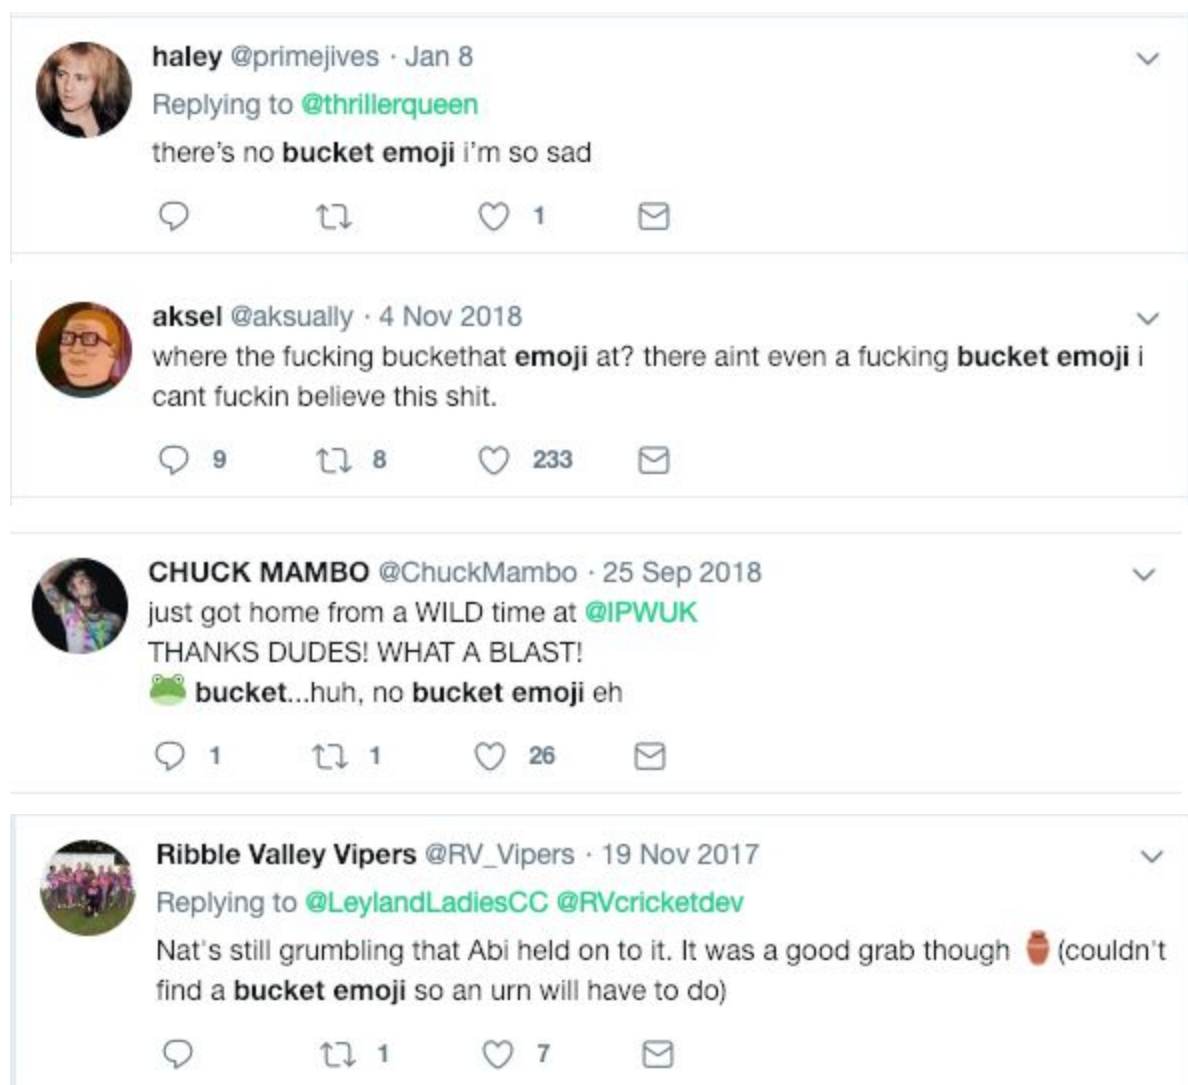 haley @primejives · Jan 8
Replying to @thrillerqueen
there's no bucket emoji i'm so sad
1
aksel @aksually · 4 Nov 2018
where the fucking buckethat emoji at? there aint even a fucking bucket emoji i
cant fuckin believe this shit.
9 8 233
CHUCK MAMBO @ChuckMambo · 25 Sep 2018
just got home from a WILD time at @IPWUK
THANKS DUDES! WHAT A BLAST!
🐸 bucket...huh, no bucket emoji eh
1 1 26
Ribble Valley Vipers @RV_Vipers · 19 Nov 2017
Replying to @LeylandLadiesCC @RVcricketdev
Nat's still grumbling that Abi held on to it. It was a good grab though ⚱️ (couldn't
find a bucket emoji so an urn will have to do)
1 7